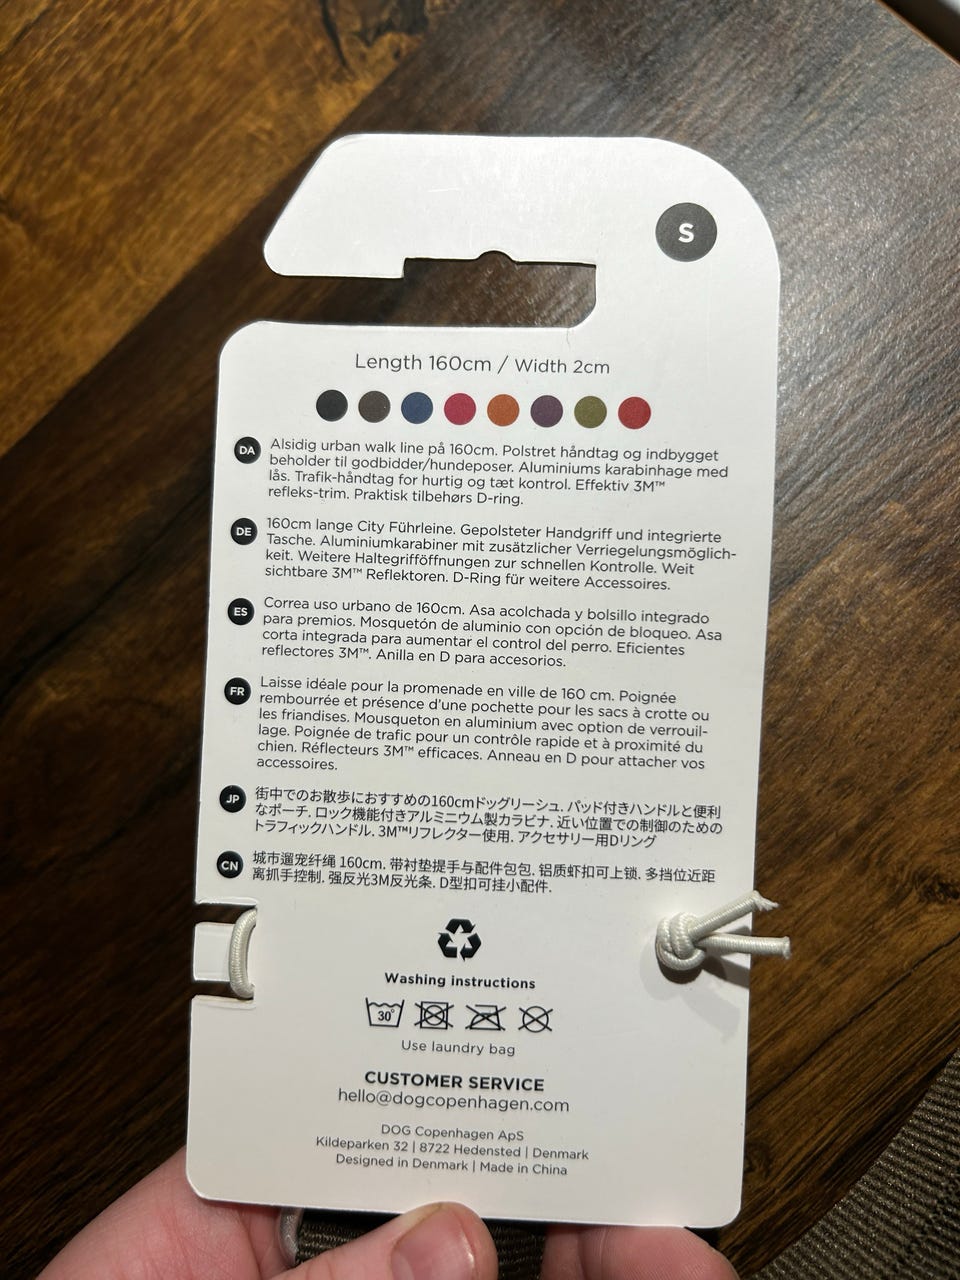 S
Length 160cm / Width 2cm
DA
Alsidig urban walk line på 160cm. Polstret håndtag og indbygget
beholder til godbidder/hundeposer. Aluminiums karabinhage med
lås. Trafik-håndtag for hurtig og tæt kontrol. Effektiv 3M™
refleks-trim. Praktisk tilbehørs D-ring.
DE
160cm lange City Führleine. Gepolsteter Handgriff und integrierte
Tasche. Aluminiumkarabiner mit zusätzlicher Verriegelungsmöglich-
keit. Weitere Haltegrifföffnungen zur schnellen Kontrolle. Weit
sichtbare 3M™ Reflektoren. D-Ring für weitere Accessoires.
ES
Correa uso urbano de 160cm. Asa acolchada y bolsillo integrado
para premios. Mosquetón de aluminio con opción de bloqueo. Asa
corta integrada para aumentar el control del perro. Eficientes
reflectores 3M™. Anilla en D para accesorios.
FR
Laisse idéale pour la promenade en ville de 160 cm. Poignée
rembourrée et présence d'une pochette pour les sacs à crotte ou
les friandises. Mousqueton en aluminium avec option de verrouil-
lage. Poignée de trafic pour un contrôle rapide et à proximité du
chien. Réflecteurs 3M™ efficaces. Anneau en D pour attacher vos
accessoires.
JP
街中でのお散歩におすすめの160cmドッグリーシュ. パッド付きハンドルと便利
なポーチ. ロック機能付きアルミニウム製カラビナ. 近い位置での制御のための
トラフィックハンドル. 3M™リフレクター使用. アクセサリー用Dリング
CN
城市遛宠纤绳 160cm. 带衬垫提手与配件包包. 铝质虾扣可上锁. 多挡位近距
离抓手控制. 强反光3M反光条. D型扣可挂小配件.
Washing instructions
30°
Use laundry bag
CUSTOMER SERVICE
hello@dogcopenhagen.com
DOG Copenhagen ApS
Kildeparken 32 | 8722 Hedensted | Denmark
Designed in Denmark | Made in China